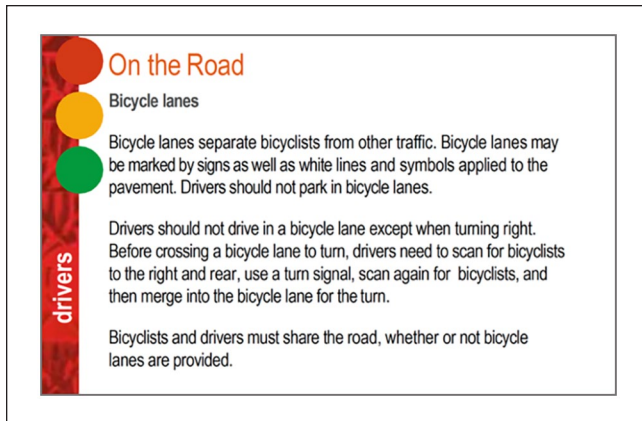 On the Road
Bicycle lanes
Bicycle lanes separate bicyclists from other traffic. Bicycle lanes may
be marked by signs as well as white lines and symbols applied to the
pavement. Drivers should not park in bicycle lanes.
Drivers should not drive in a bicycle lane except when turning right.
Before crossing a bicycle lane to turn, drivers need to scan for bicyclists
to the right and rear, use a turn signal, scan again for bicyclists, and
then merge into the bicycle lane for the turn.
Bicyclists and drivers must share the road, whether or not bicycle
lanes are provided.
drivers